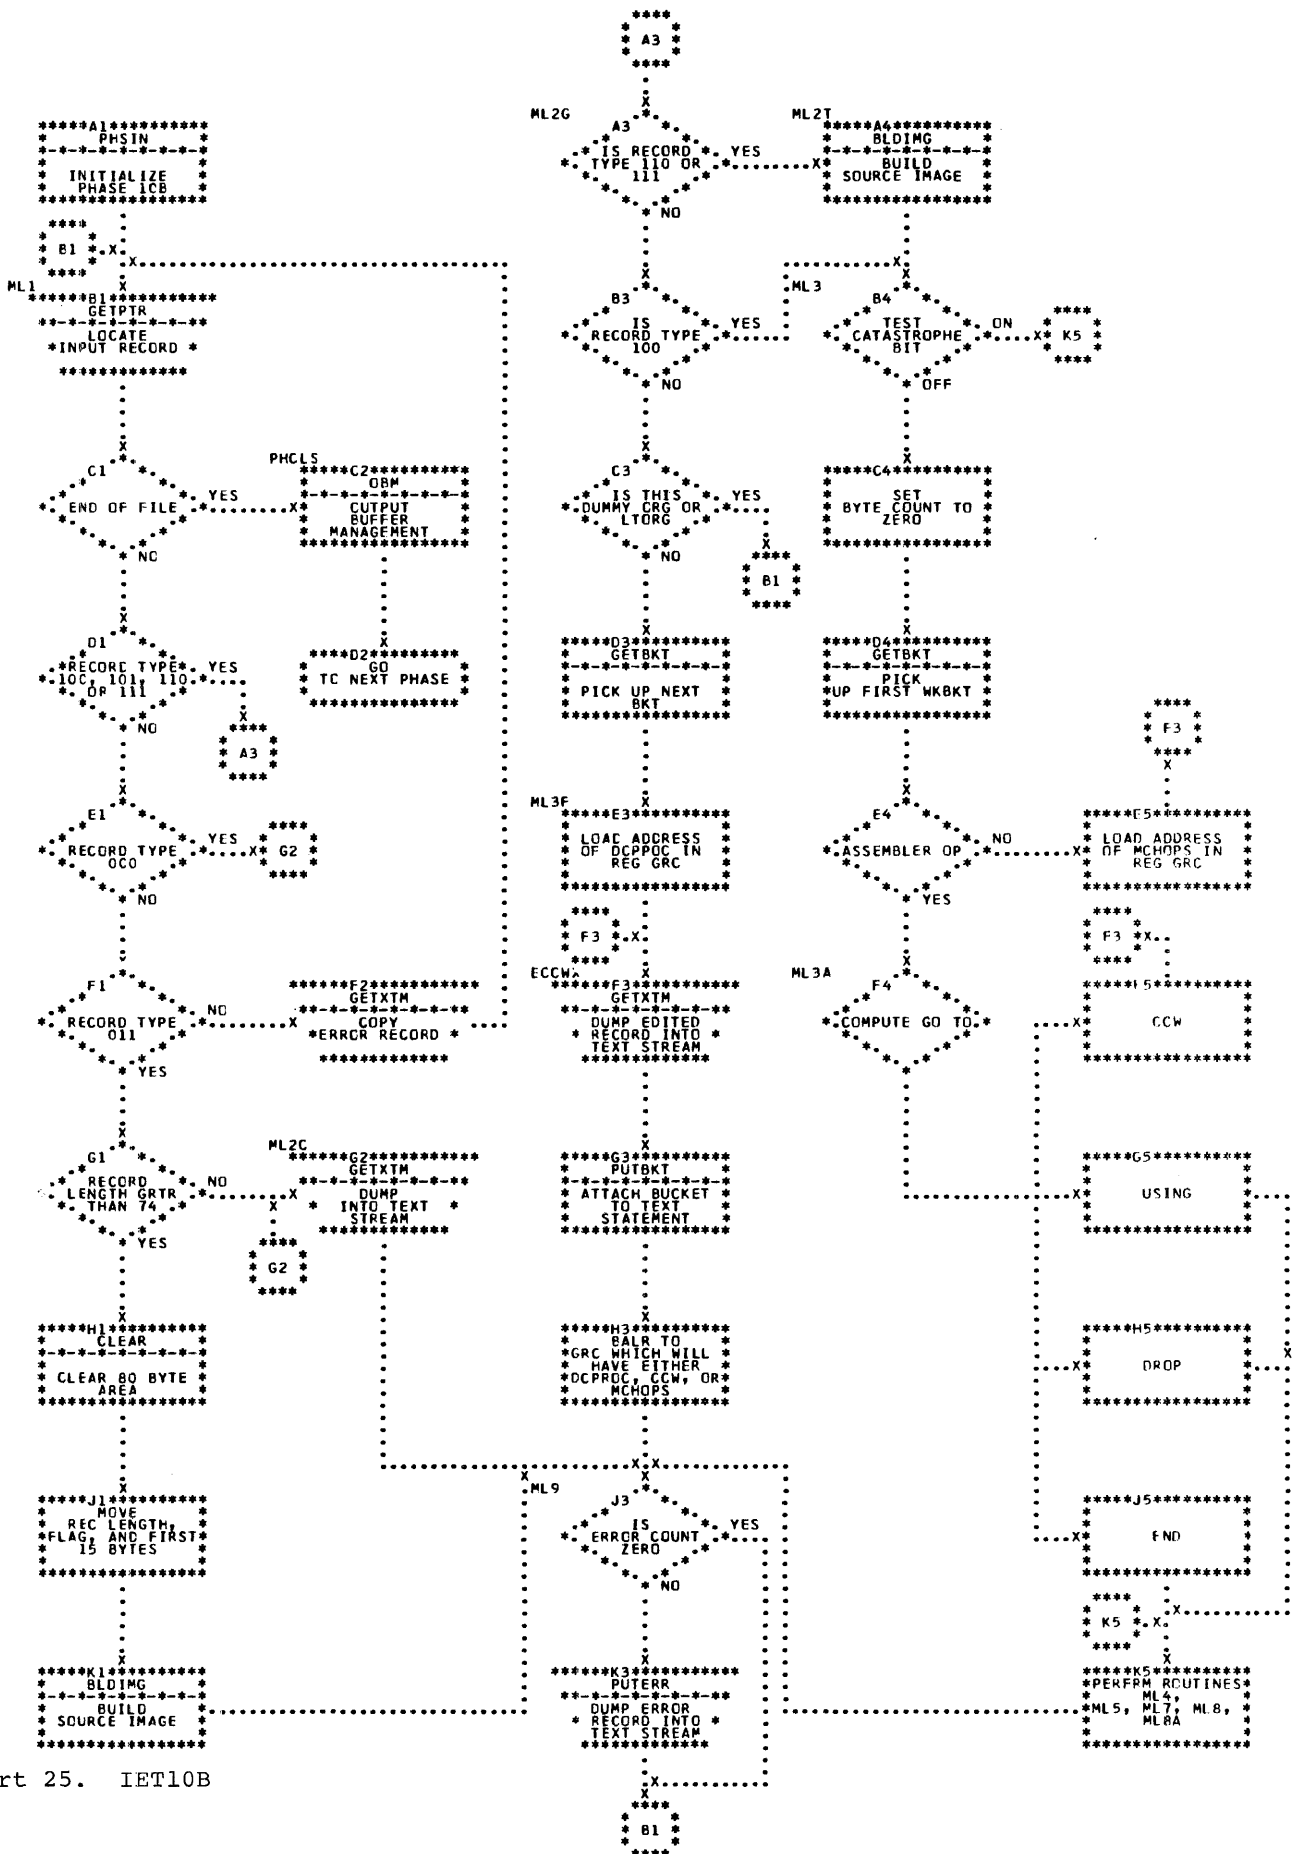 A3
ML2G
ML2T
A1
PHSIN
INITIALIZE
PHASE 1CB
A3
IS RECORD
TYPE 110 OR
111
YES
NO
A4
BLDIMG
BUILD
SOURCE IMAGE
B1
ML1
B1
GETPTR
LOCATE
INPUT RECORD
B3
IS
RECORD TYPE
100
YES
NO
ML3
B4
TEST
CATASTROPHE
BIT
ON
OFF
K5
C1
END OF FILE
YES
NO
PHCLS
C2
OBM
CUTPUT
BUFFER
MANAGEMENT
C3
IS THIS
DUMMY CRG OR
LTORG
YES
NO
B1
C4
SET
BYTE COUNT TO
ZERO
D1
RECORD TYPE
10C, 101, 110
OR 111
YES
NO
A3
D2
GO
TC NEXT PHASE
D3
GETBKT
PICK UP NEXT
BKT
D4
GETBKT
PICK
UP FIRST WKBKT
F3
E1
RECORD TYPE
0C0
YES
NO
G2
ML3F
E3
LOAD ADDRESS
OF DCPPOC IN
REG GRC
E4
ASSEMBLER OP
NO
YES
E5
LOAD ADDRESS
OF MCHOPS IN
REG GRC
F3
F3
F1
RECORD TYPE
011
NO
YES
F2
GETXTM
COPY
ERRCR RECORD
ECCWX
F3
GETXTM
DUMP EDITED
RECORD INTO
TEXT STREAM
ML3A
F4
COMPUTE GO TO
F5
CCW
G1
RECORD
LENGTH GRTR
THAN 74
NO
YES
ML2C
G2
GETXTM
DUMP
INTO TEXT
STREAM
G2
G3
PUTBKT
ATTACH BUCKET
TO TEXT
STATEMENT
G5
USING
H1
CLEAR
CLEAR 80 BYTE
AREA
H3
BALR TO
GRC WHICH WILL
HAVE EITHER
DCPROC, CCW, OR
MCHOPS
H5
DROP
J1
MOVE
REC LENGTH,
FLAG, AND FIRST
15 BYTES
ML9
J3
IS
ERROR COUNT
ZERO
YES
NO
J5
END
K5
K1
BLDIMG
BUILD
SOURCE IMAGE
K3
PUTERR
DUMP ERROR
RECORD INTO
TEXT STREAM
K5
PERFRM ROUTINES
ML4,
ML5, ML7, ML8,
ML8A
B1
rt 25. IET10B